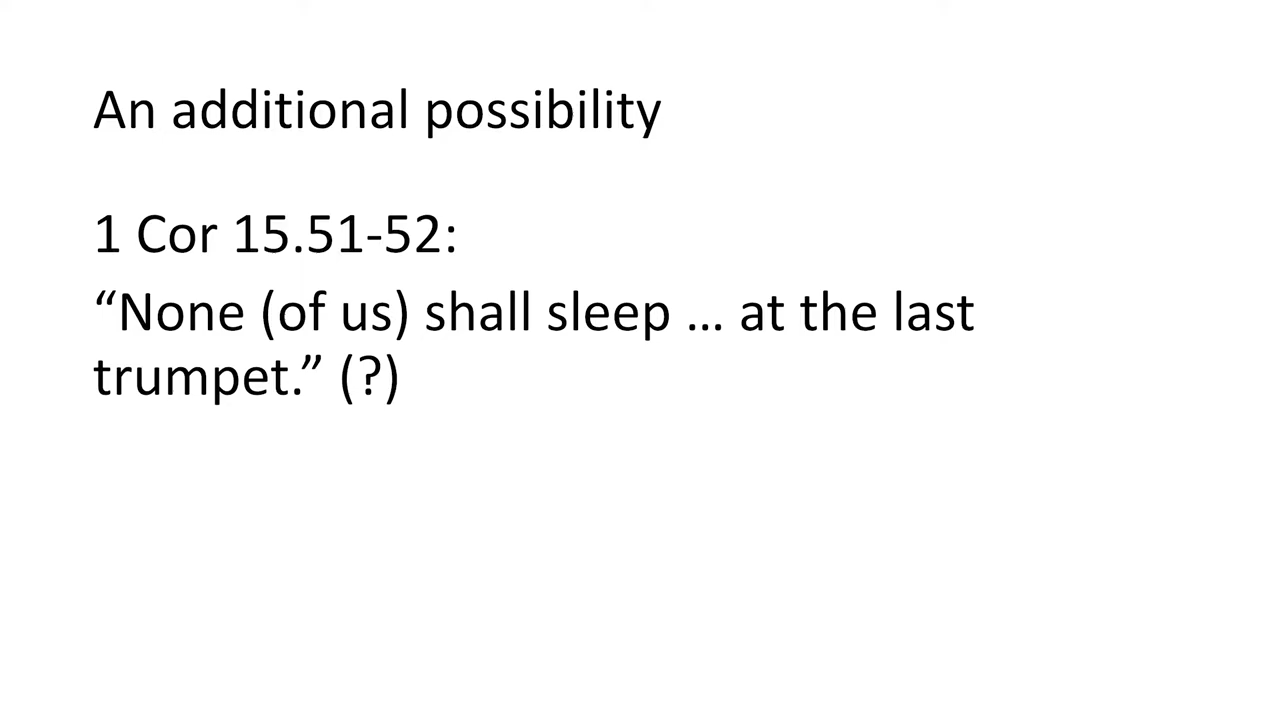 An additional possibility
1 Cor 15.51-52:
“None (of us) shall sleep … at the last
trumpet.” (?)